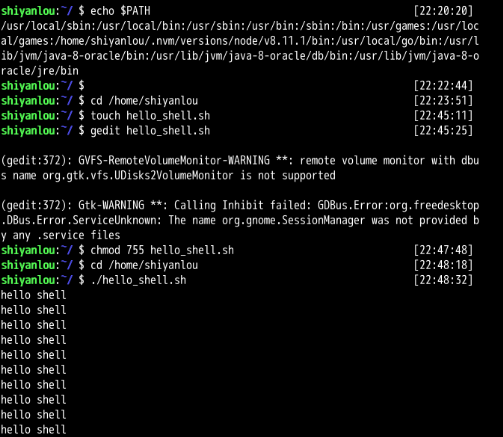 shiyanlou:~/ $ echo $PATH [22:20:20]
/usr/local/sbin:/usr/local/bin:/usr/sbin:/usr/bin:/sbin:/bin:/usr/games:/usr/loc
al/games:/home/shiyanlou/.nvm/versions/node/v8.11.1/bin:/usr/local/go/bin:/usr/l
ib/jvm/java-8-oracle/bin:/usr/lib/jvm/java-8-oracle/db/bin:/usr/lib/jvm/java-8-o
racle/jre/bin
shiyanlou:~/ $ [22:22:44]
shiyanlou:~/ $ cd /home/shiyanlou [22:23:51]
shiyanlou:~/ $ touch hello_shell.sh [22:45:11]
shiyanlou:~/ $ gedit hello_shell.sh [22:45:25]
(gedit:372): GVFS-RemoteVolumeMonitor-WARNING **: remote volume monitor with dbu
s name org.gtk.vfs.UDisks2VolumeMonitor is not supported
(gedit:372): Gtk-WARNING **: Calling Inhibit failed: GDBus.Error:org.freedesktop
.DBus.Error.ServiceUnknown: The name org.gnome.SessionManager was not provided b
y any .service files
shiyanlou:~/ $ chmod 755 hello_shell.sh [22:47:48]
shiyanlou:~/ $ cd /home/shiyanlou [22:48:18]
shiyanlou:~/ $ ./hello_shell.sh [22:48:32]
hello shell
hello shell
hello shell
hello shell
hello shell
hello shell
hello shell
hello shell
hello shell
hello shell